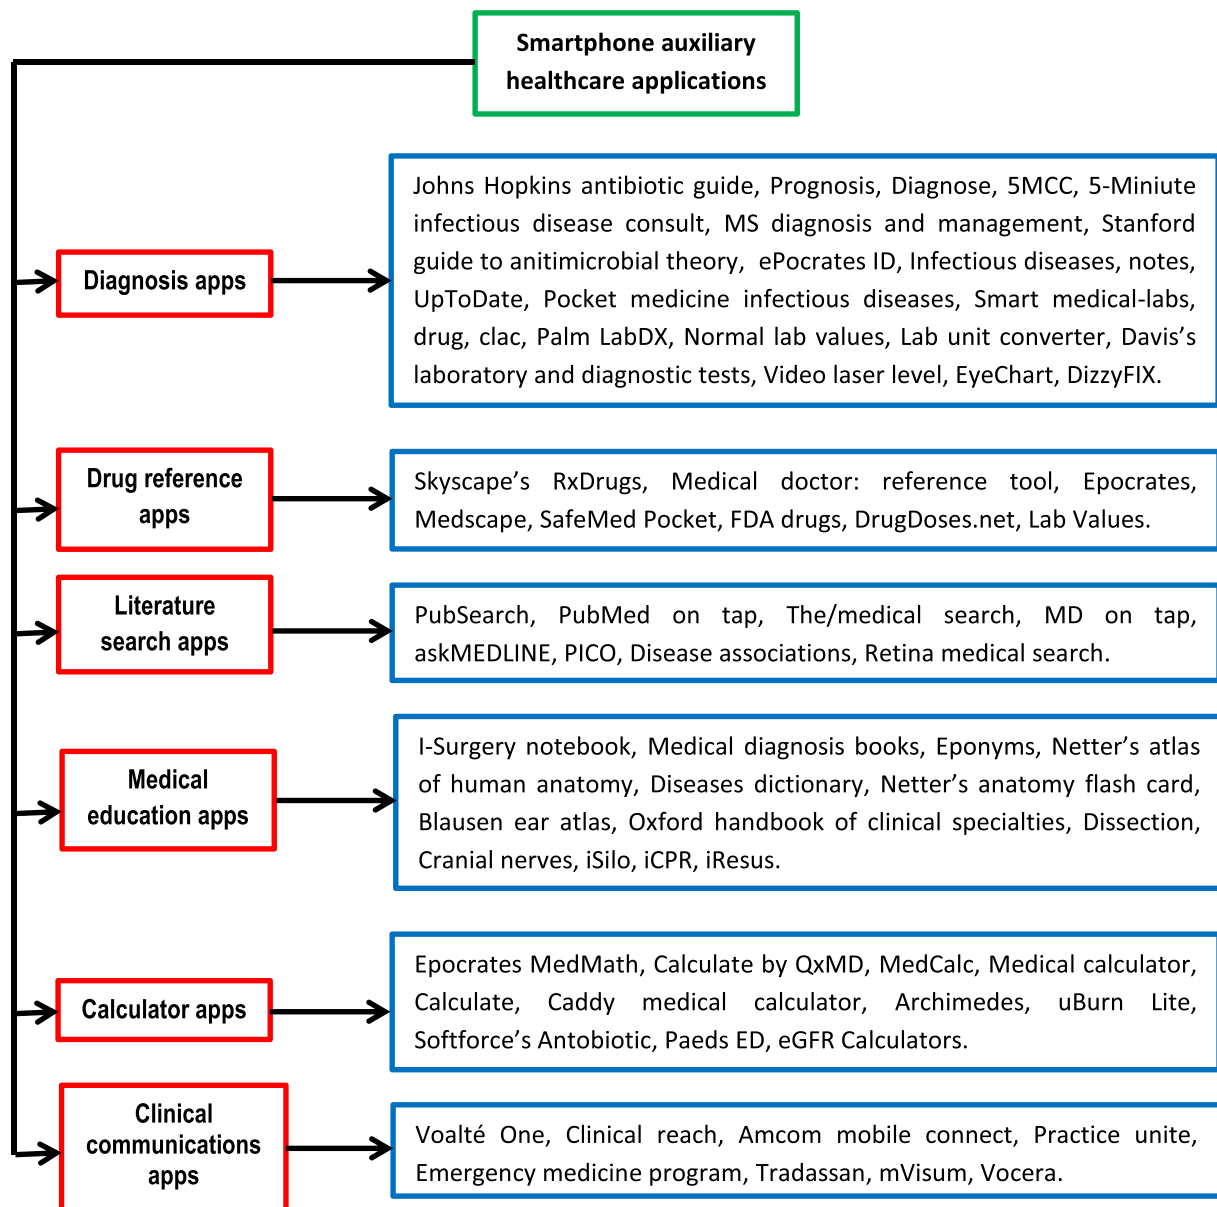 Smartphone auxiliary
healthcare applications
Diagnosis apps
Johns Hopkins antibiotic guide, Prognosis, Diagnose, 5MCC, 5-Miniute
infectious disease consult, MS diagnosis and management, Stanford
guide to anitimicrobial theory, ePocrates ID, Infectious diseases, notes,
UpToDate, Pocket medicine infectious diseases, Smart medical-labs,
drug, clac, Palm LabDX, Normal lab values, Lab unit converter, Davis’s
laboratory and diagnostic tests, Video laser level, EyeChart, DizzyFIX.
Drug reference
apps
Skyscape’s RxDrugs, Medical doctor: reference tool, Epocrates,
Medscape, SafeMed Pocket, FDA drugs, DrugDoses.net, Lab Values.
Literature
search apps
PubSearch, PubMed on tap, The/medical search, MD on tap,
askMEDLINE, PICO, Disease associations, Retina medical search.
Medical
education apps
I-Surgery notebook, Medical diagnosis books, Eponyms, Netter’s atlas
of human anatomy, Diseases dictionary, Netter’s anatomy flash card,
Blausen ear atlas, Oxford handbook of clinical specialties, Dissection,
Cranial nerves, iSilo, iCPR, iResus.
Calculator apps
Epocrates MedMath, Calculate by QxMD, MedCalc, Medical calculator,
Calculate, Caddy medical calculator, Archimedes, uBurn Lite,
Softforce’s Antobiotic, Paeds ED, eGFR Calculators.
Clinical
communications
apps
Voalté One, Clinical reach, Amcom mobile connect, Practice unite,
Emergency medicine program, Tradassan, mVisum, Vocera.